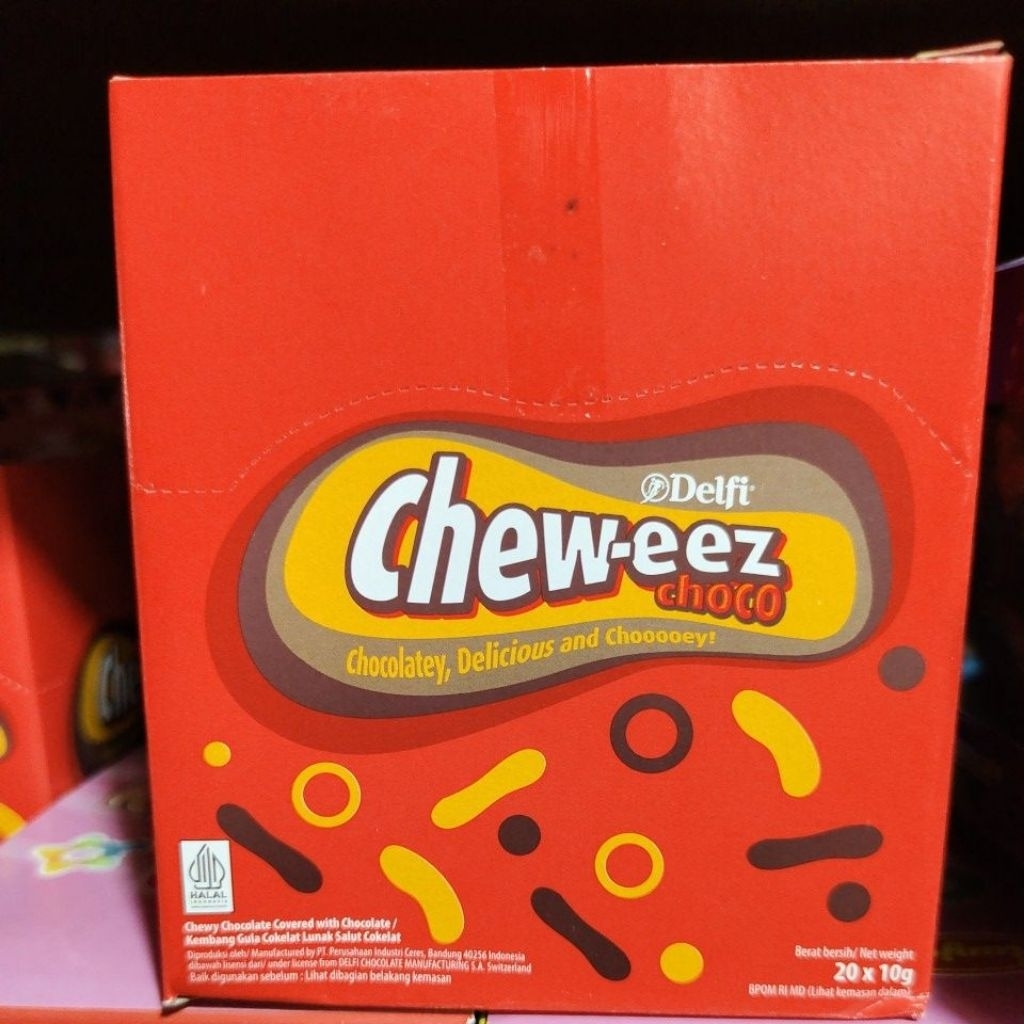 Delfi
Chew-eez
choco
Chocolatey, Delicious and Chooooey!
HALAL
INDONESIA
Chewy Chocolate Covered with Chocolate /
Kembang Gula Cokelat Lunak Salut Cokelat
Diproduksi oleh/ Manufactured by PT. Perusahaan Industri Ceres, Bandung 40256 Indonesia
dibawah lisensi dari/ under license from DELFI CHOCOLATE MANUFACTURING S.A. Switzerland
Baik digunakan sebelum : Lihat dibagian belakang kemasan
Berat bersih/ Net weight
20 x 10g
BPOM RI MD (Lihat kemasan dalam)
Ch